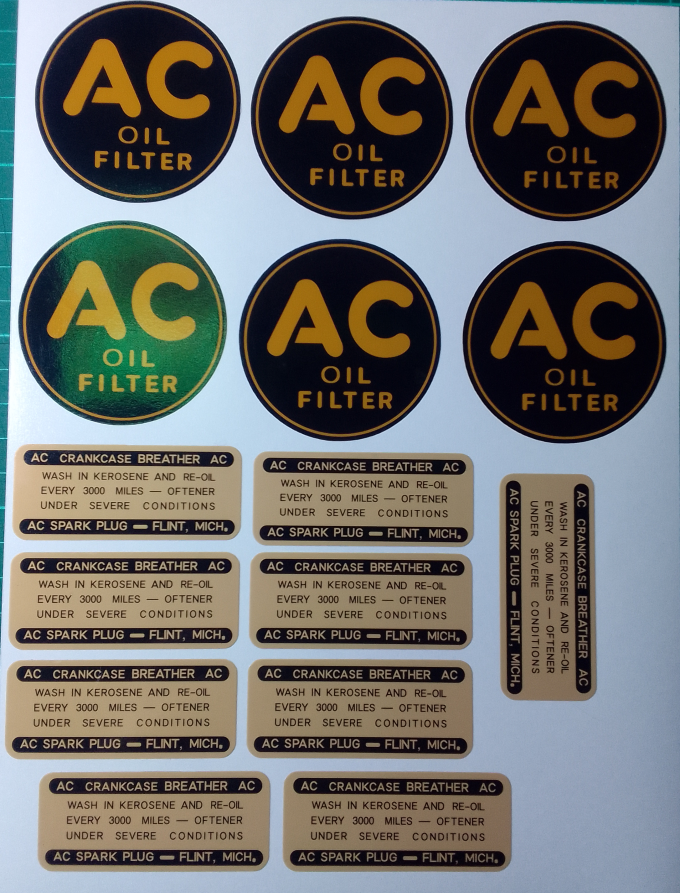 AC
OIL
FILTER
AC
OIL
FILTER
AC
OIL
FILTER
AC
OIL
FILTER
AC
OIL
FILTER
AC
OIL
FILTER
AC CRANKCASE BREATHER AC
WASH IN KEROSENE AND RE-OIL
EVERY 3000 MILES — OFTENER
UNDER SEVERE CONDITIONS
AC SPARK PLUG — FLINT, MICH.
AC CRANKCASE BREATHER AC
WASH IN KEROSENE AND RE-OIL
EVERY 3000 MILES — OFTENER
UNDER SEVERE CONDITIONS
AC SPARK PLUG — FLINT, MICH.
AC CRANKCASE BREATHER AC
WASH IN KEROSENE AND RE-OIL
EVERY 3000 MILES — OFTENER
UNDER SEVERE CONDITIONS
AC SPARK PLUG — FLINT, MICH.
AC CRANKCASE BREATHER AC
WASH IN KEROSENE AND RE-OIL
EVERY 3000 MILES — OFTENER
UNDER SEVERE CONDITIONS
AC SPARK PLUG — FLINT, MICH.
AC CRANKCASE BREATHER AC
WASH IN KEROSENE AND RE-OIL
EVERY 3000 MILES — OFTENER
UNDER SEVERE CONDITIONS
AC SPARK PLUG — FLINT, MICH.
AC CRANKCASE BREATHER AC
WASH IN KEROSENE AND RE-OIL
EVERY 3000 MILES — OFTENER
UNDER SEVERE CONDITIONS
AC SPARK PLUG — FLINT, MICH.
AC CRANKCASE BREATHER AC
WASH IN KEROSENE AND RE-OIL
EVERY 3000 MILES — OFTENER
UNDER SEVERE CONDITIONS
AC SPARK PLUG — FLINT, MICH.
AC CRANKCASE BREATHER AC
WASH IN KEROSENE AND RE-OIL
EVERY 3000 MILES — OFTENER
UNDER SEVERE CONDITIONS
AC SPARK PLUG — FLINT, MICH.
AC CRANKCASE BREATHER AC
WASH IN KEROSENE AND RE-OIL
EVERY 3000 MILES — OFTENER
UNDER SEVERE CONDITIONS
AC SPARK PLUG — FLINT, MICH.